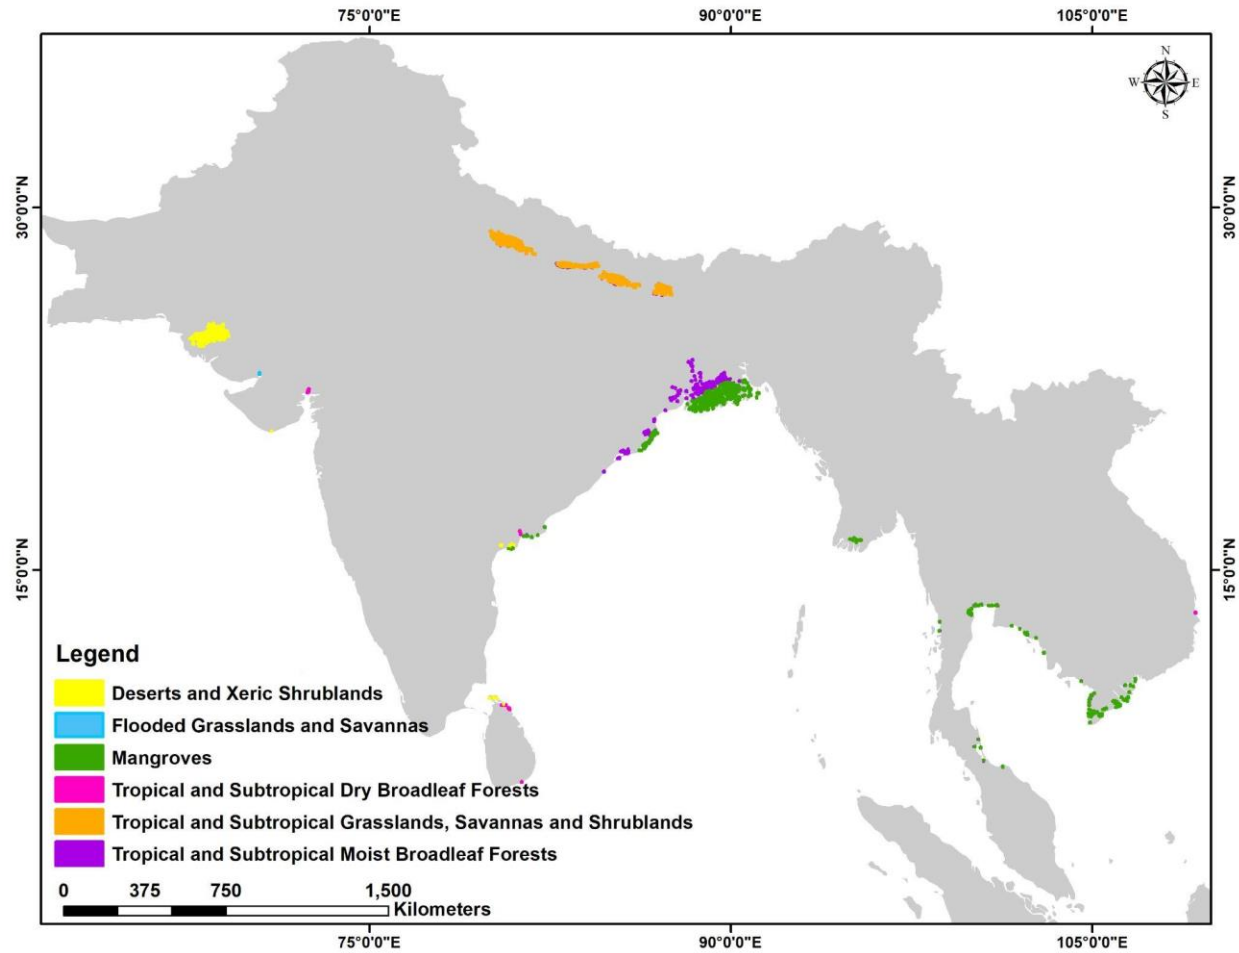 75°0'0"E 90°0'0"E 105°0'0"E
N
W E
S
30°0'0"N 30°0'0"N
15°0'0"N 15°0'0"N
Legend
Deserts and Xeric Shrublands
Flooded Grasslands and Savannas
Mangroves
Tropical and Subtropical Dry Broadleaf Forests
Tropical and Subtropical Grasslands, Savannas and Shrublands
Tropical and Subtropical Moist Broadleaf Forests
0 375 750 1,500
Kilometers
75°0'0"E 90°0'0"E 105°0'0"E